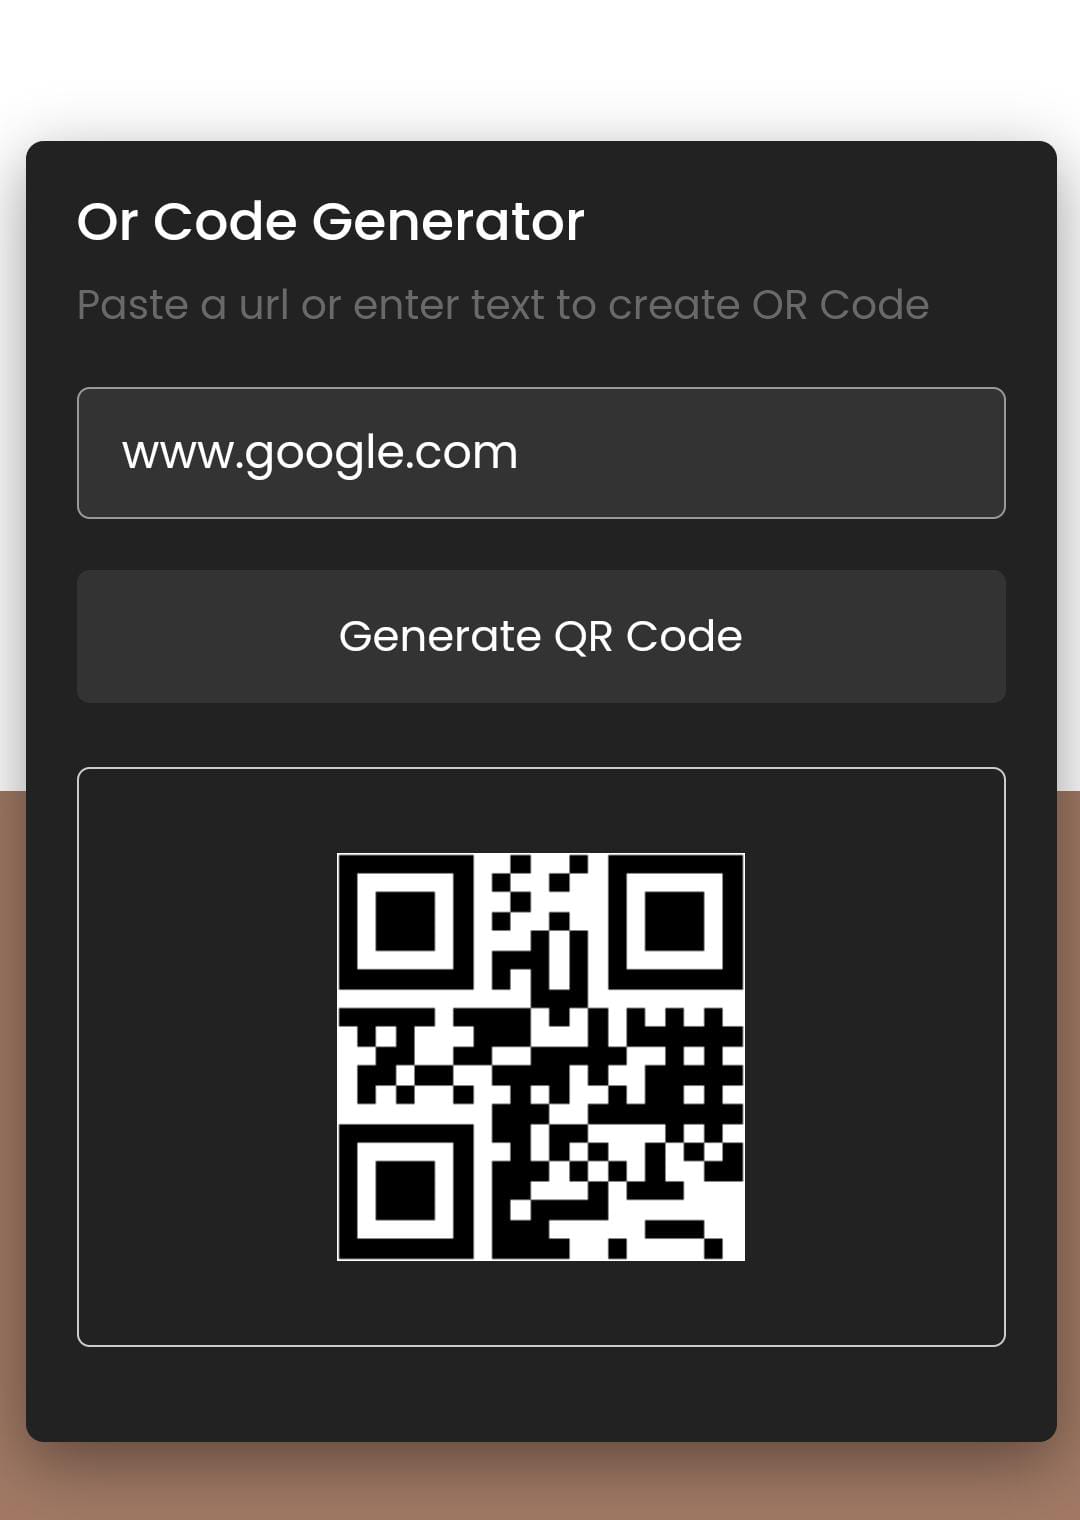 Or Code Generator
Paste a url or enter text to create OR Code
www.google.com
Generate QR Code